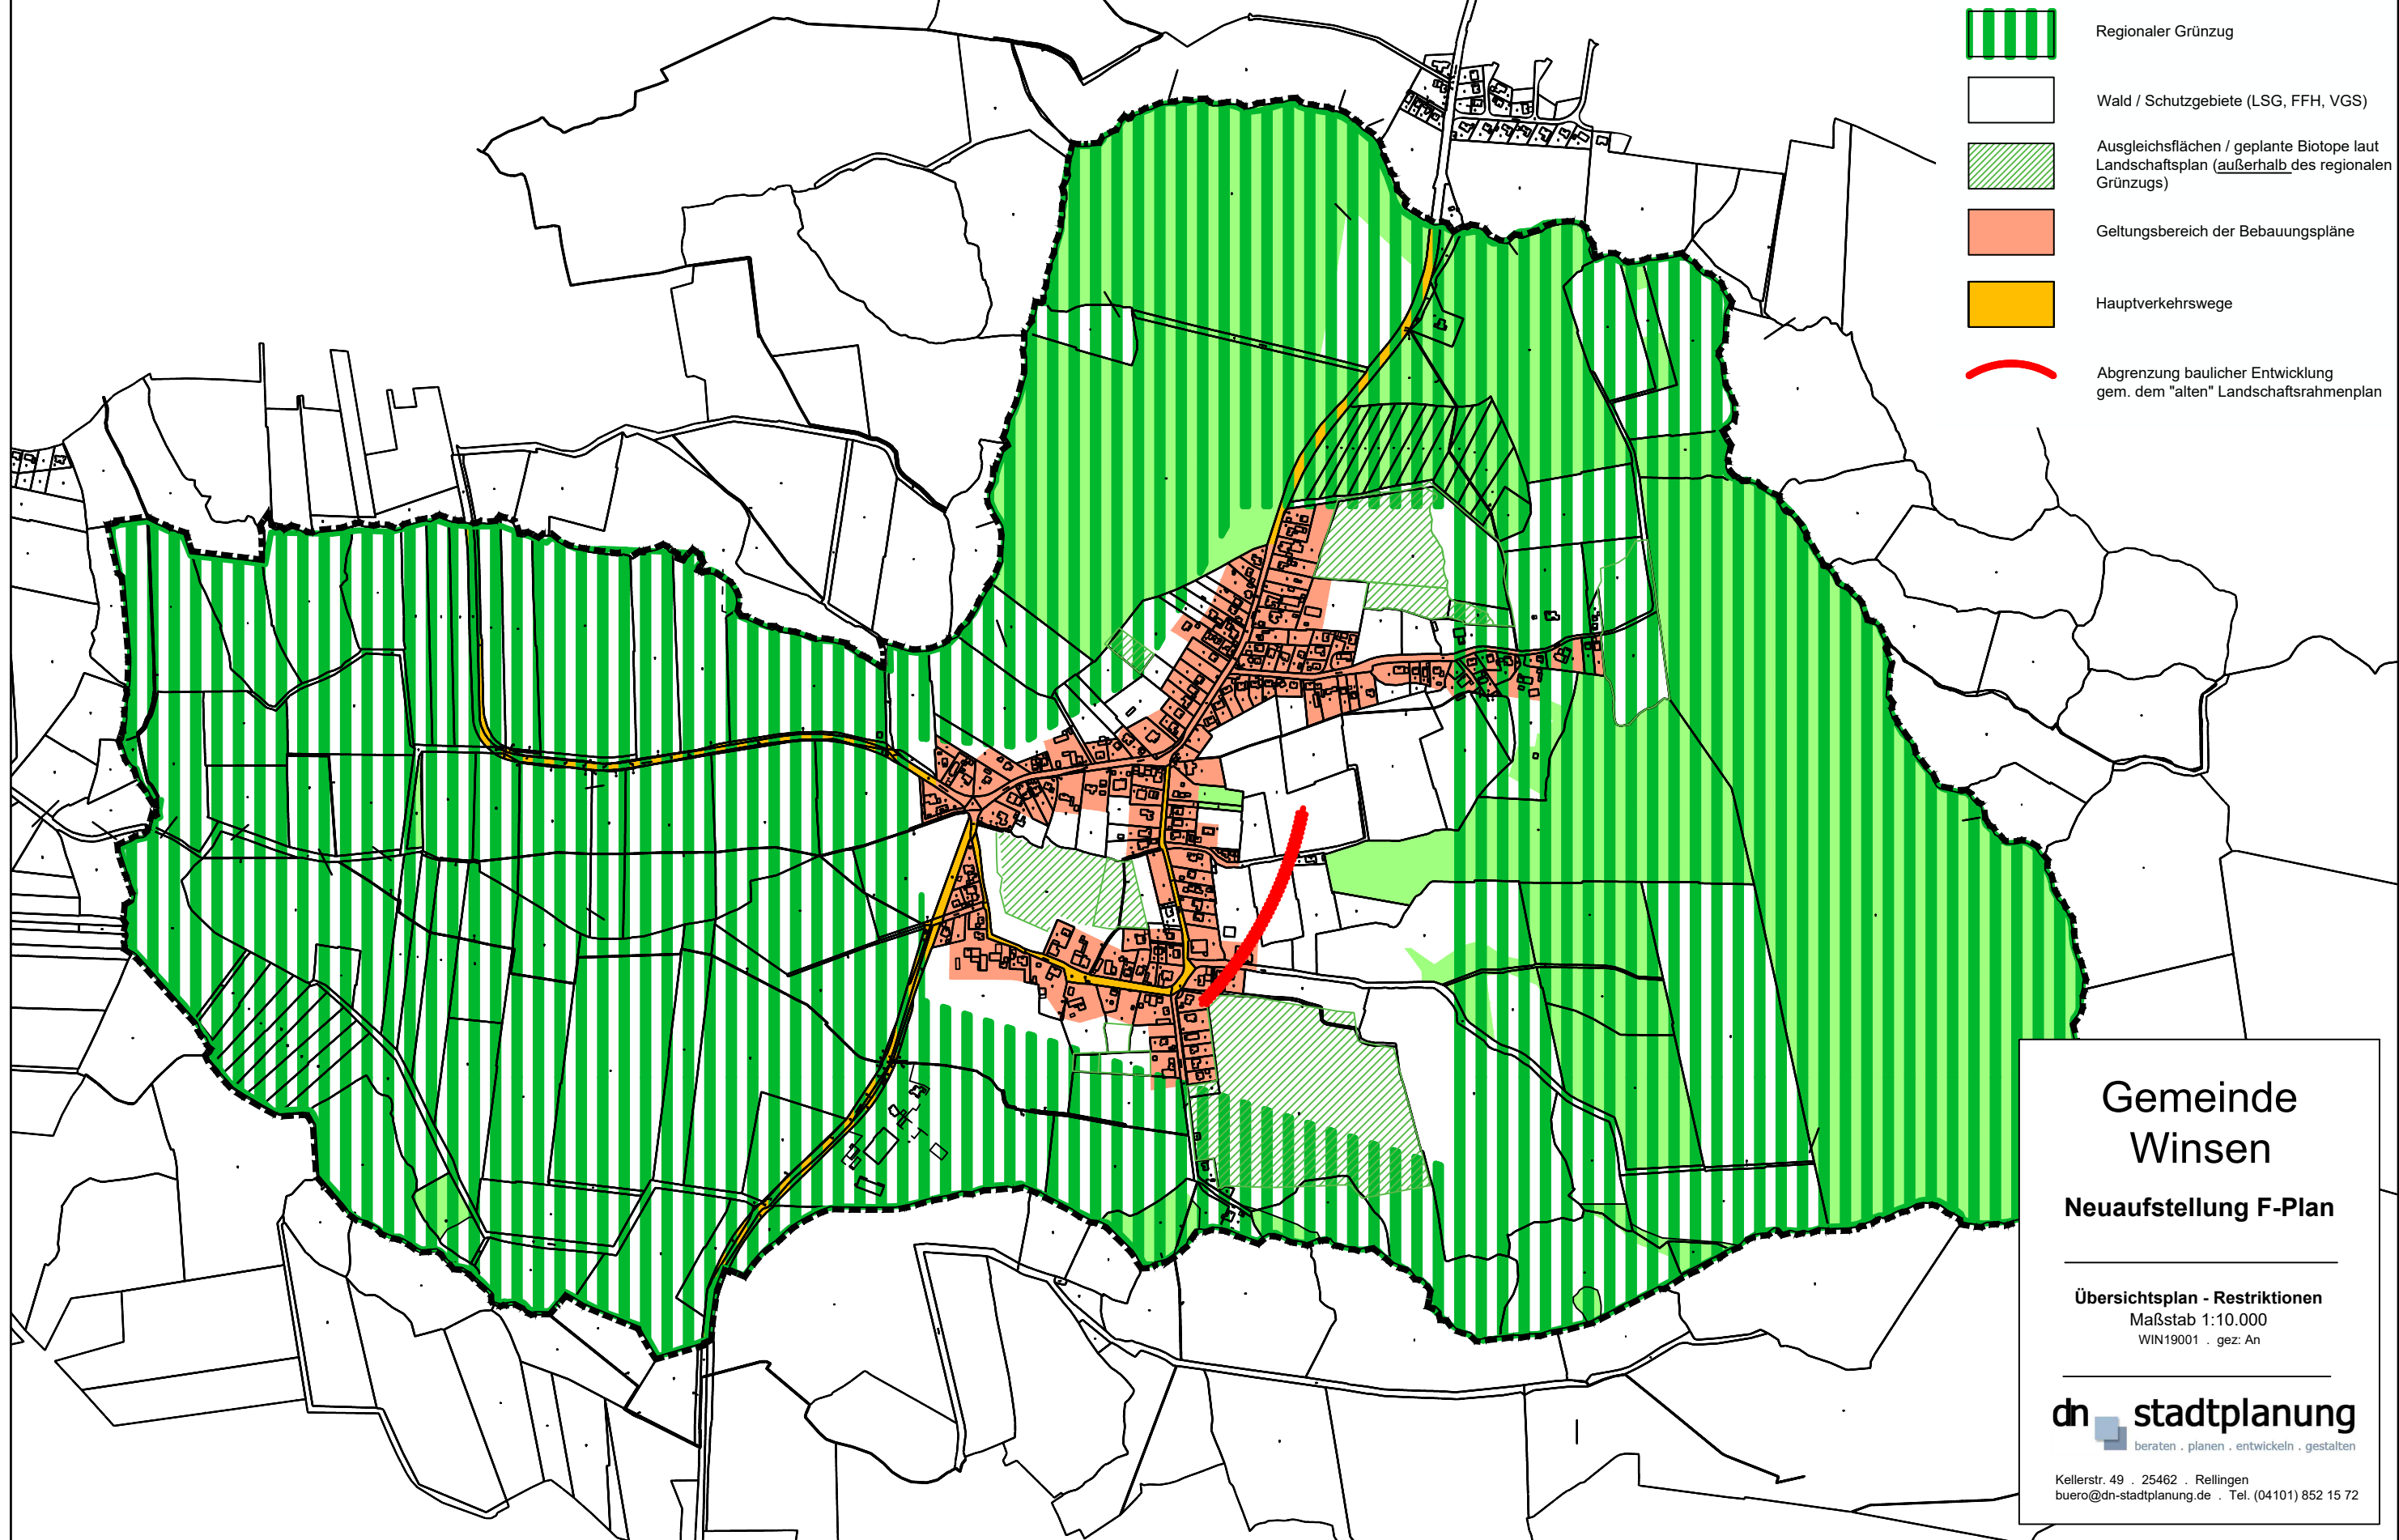 Regionaler Grünzug
Wald / Schutzgebiete (LSG, FFH, VGS)
Ausgleichsflächen / geplante Biotope laut
Landschaftsplan (außerhalb des regionalen
Grünzugs)
Geltungsbereich der Bebauungspläne
Hauptverkehrswege
Abgrenzung baulicher Entwicklung
gem. dem "alten" Landschaftsrahmenplan
Gemeinde
Winsen
Neuaufstellung F-Plan
Übersichtsplan - Restriktionen
Maßstab 1:10.000
WIN19001 . gez: An
dn stadtplanung
beraten . planen . entwickeln . gestalten
Kellerstr. 49 . 25462 . Rellingen
buero@dn-stadtplanung.de . Tel. (04101) 852 15 72